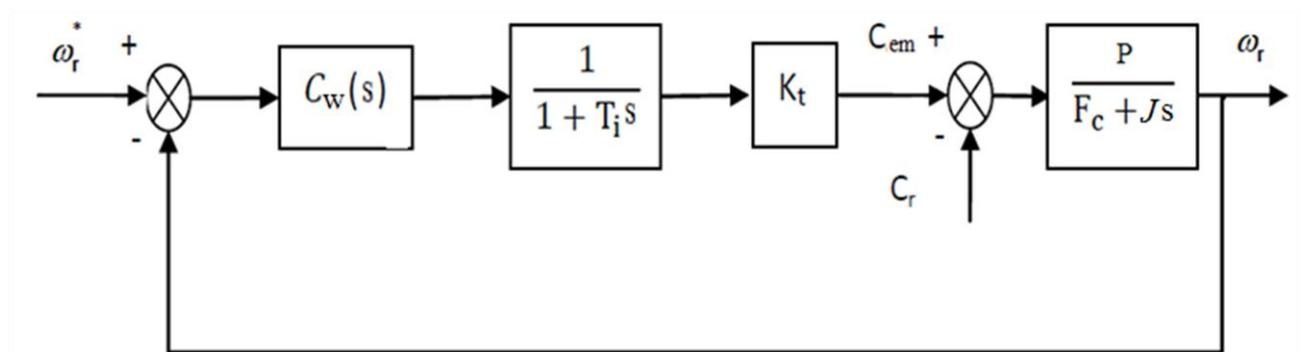 ω*r
+
-
Cw(s)
1
1 + Tis
Kt
Cem +
-
Cr
P
Fc + Js
ωr